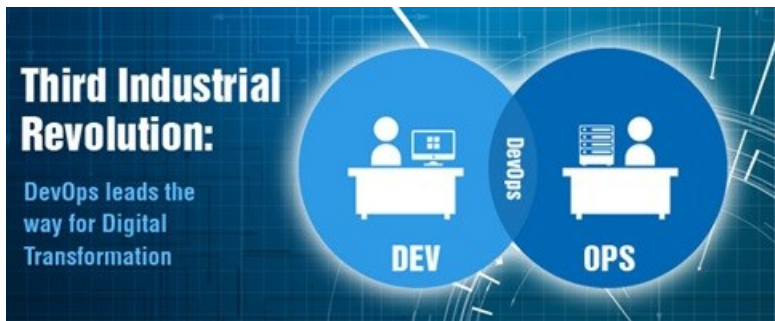 Third Industrial
Revolution:
DevOps leads the
way for Digital
Transformation
DevOps
DEV
OPS